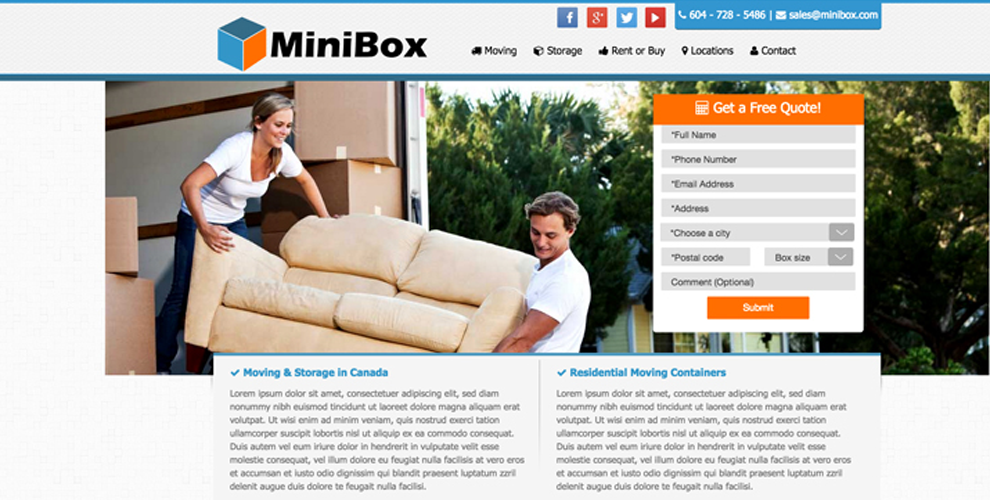 604 - 728 - 5486 | sales@minibox.com
MiniBox
Moving Storage Rent or Buy Locations Contact
Get a Free Quote!
*Full Name
*Phone Number
*Email Address
*Address
*Choose a city
*Postal code Box size
Comment (Optional)
Submit
Moving & Storage in Canada
Lorem ipsum dolor sit amet, consectetuer adipiscing elit, sed diam
nonummy nibh euismod tincidunt ut laoreet dolore magna aliquam erat
volutpat. Ut wisi enim ad minim veniam, quis nostrud exerci tation
ullamcorper suscipit lobortis nisl ut aliquip ex ea commodo consequat.
Duis autem vel eum iriure dolor in hendrerit in vulputate velit esse
molestie consequat, vel illum dolore eu feugiat nulla facilisis at vero eros
et accumsan et iusto odio dignissim qui blandit praesent luptatum zzril
delenit augue duis dolore te feugait nulla facilisi.
Residential Moving Containers
Lorem ipsum dolor sit amet, consectetuer adipiscing elit, sed diam
nonummy nibh euismod tincidunt ut laoreet dolore magna aliquam erat
volutpat. Ut wisi enim ad minim veniam, quis nostrud exerci tation
ullamcorper suscipit lobortis nisl ut aliquip ex ea commodo consequat.
Duis autem vel eum iriure dolor in hendrerit in vulputate velit esse
molestie consequat, vel illum dolore eu feugiat nulla facilisis at vero eros
et accumsan et iusto odio dignissim qui blandit praesent luptatum zzril
delenit augue duis dolore te feugait nulla facilisi.